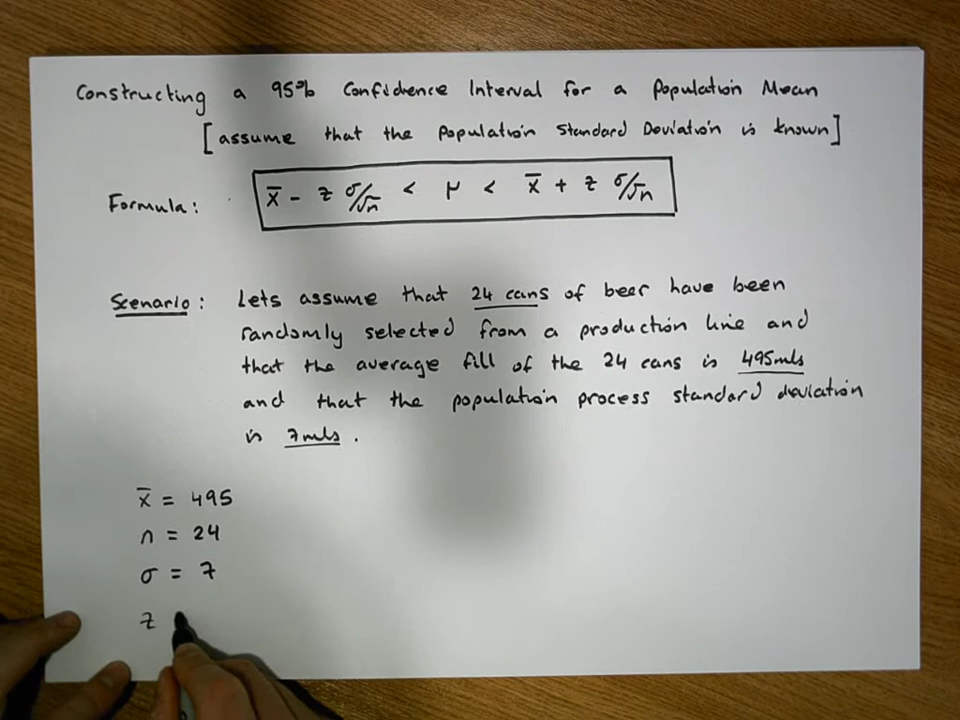 Constructing a 95% Confidence Interval for a Population Mean
[assume that the Population Standard Deviation is known]
Formula: x̄ - z σ/√n < μ < x̄ + z σ/√n
Scenario: Lets assume that 24 cans of beer have been
randomly selected from a production line and
that the average fill of the 24 cans is 495mls
and that the population process standard deviation
is 7mls.
x̄ = 495
n = 24
σ = 7
z